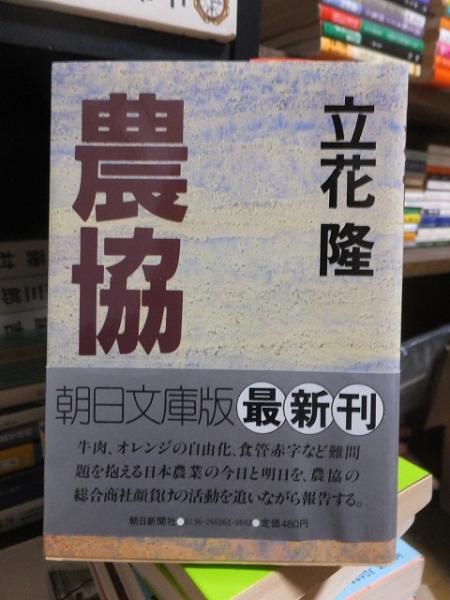 農協
立花 隆
朝日文庫版 最新刊
牛肉、オレンジの自由化、食管赤字など難問
題を抱える日本農業の今日と明日を、農協の
総合商社顔負けの活動を追いながら報告する。
朝日新聞社●0136-260262-0042●定価480円